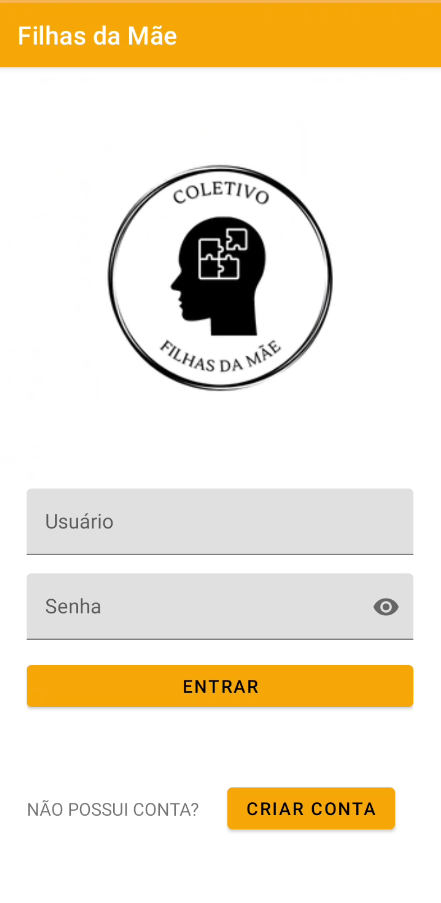 Filhas da Mãe
COLETIVO
FILHAS DA MÃE
Usuário
Senha
ENTRAR
NÃO POSSUI CONTA?
CRIAR CONTA